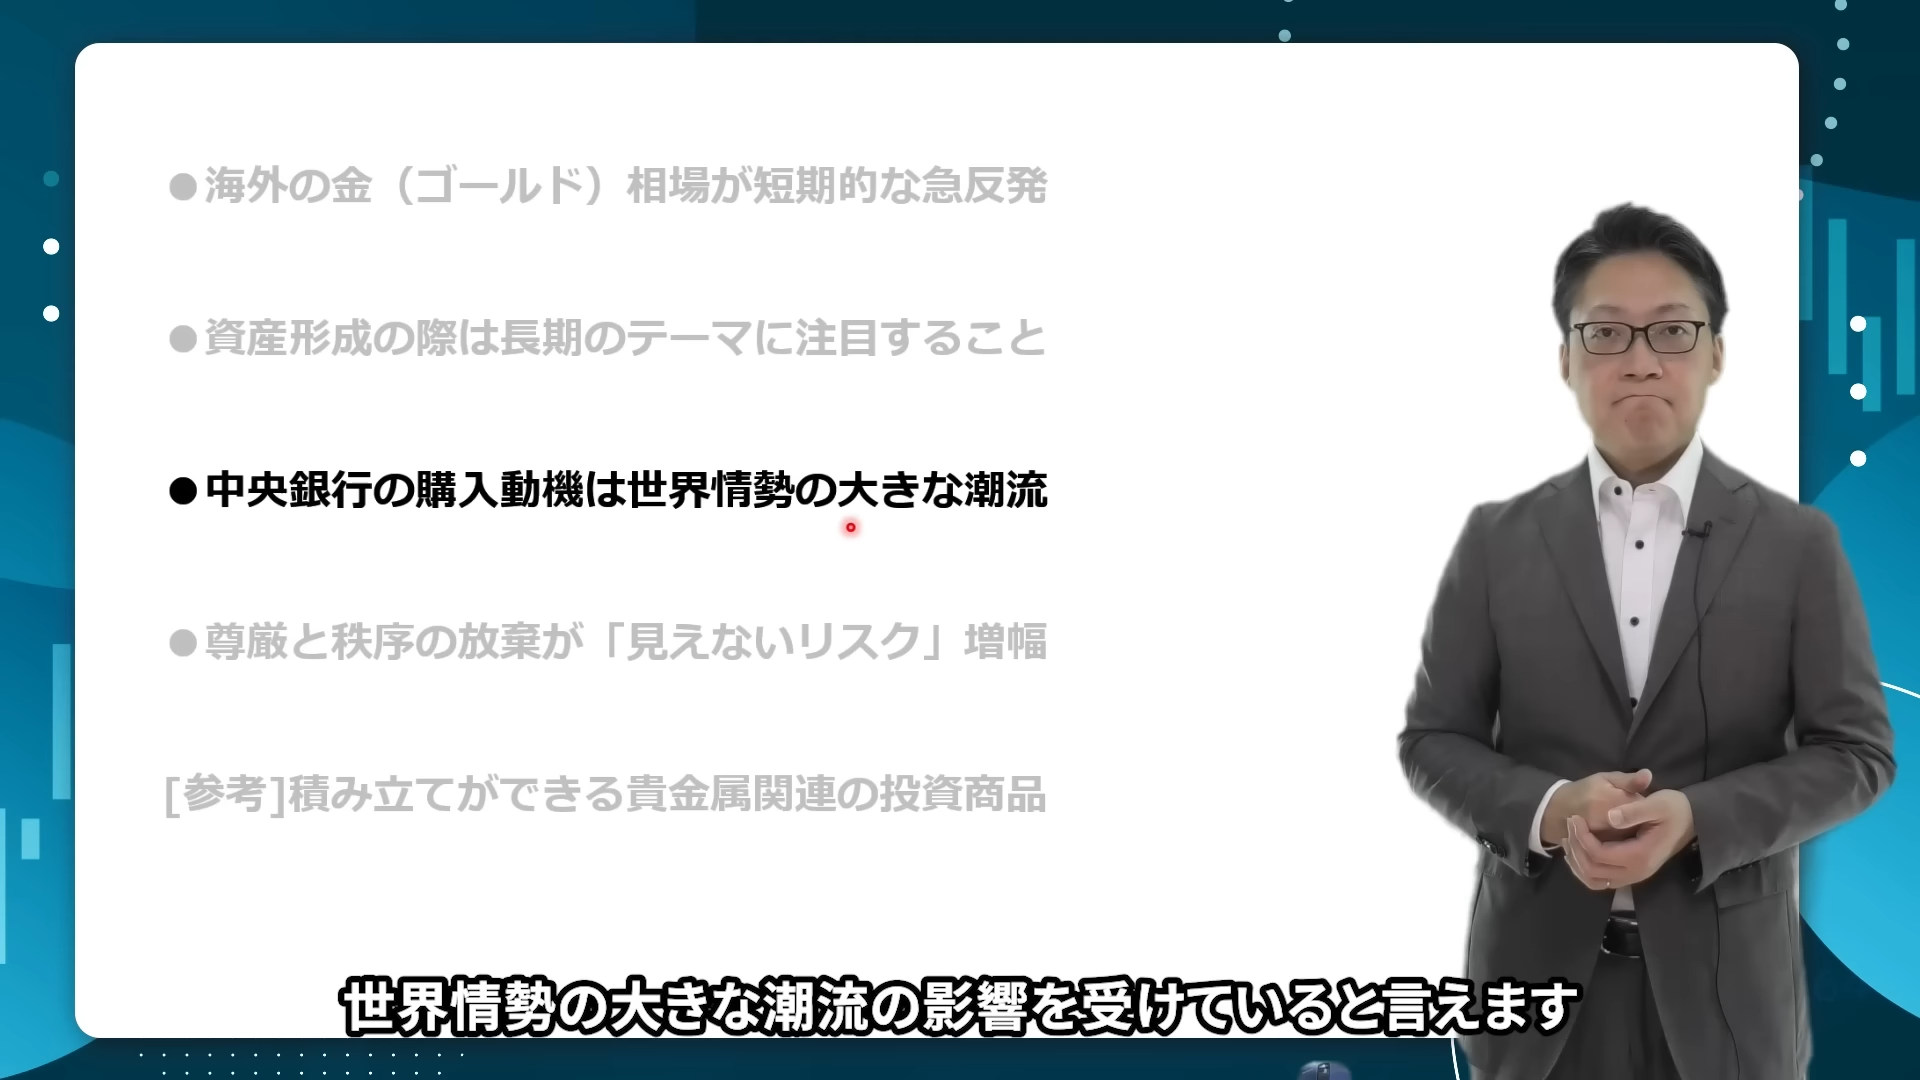 ●海外の金（ゴールド）相場が短期的な急反発
●資産形成の際は長期のテーマに注目すること
●中央銀行の購入動機は世界情勢の大きな潮流
●尊厳と秩序の放棄が「見えないリスク」増幅
[参考]積み立てができる貴金属関連の投資商品
世界情勢の大きな潮流の影響を受けていると言えます